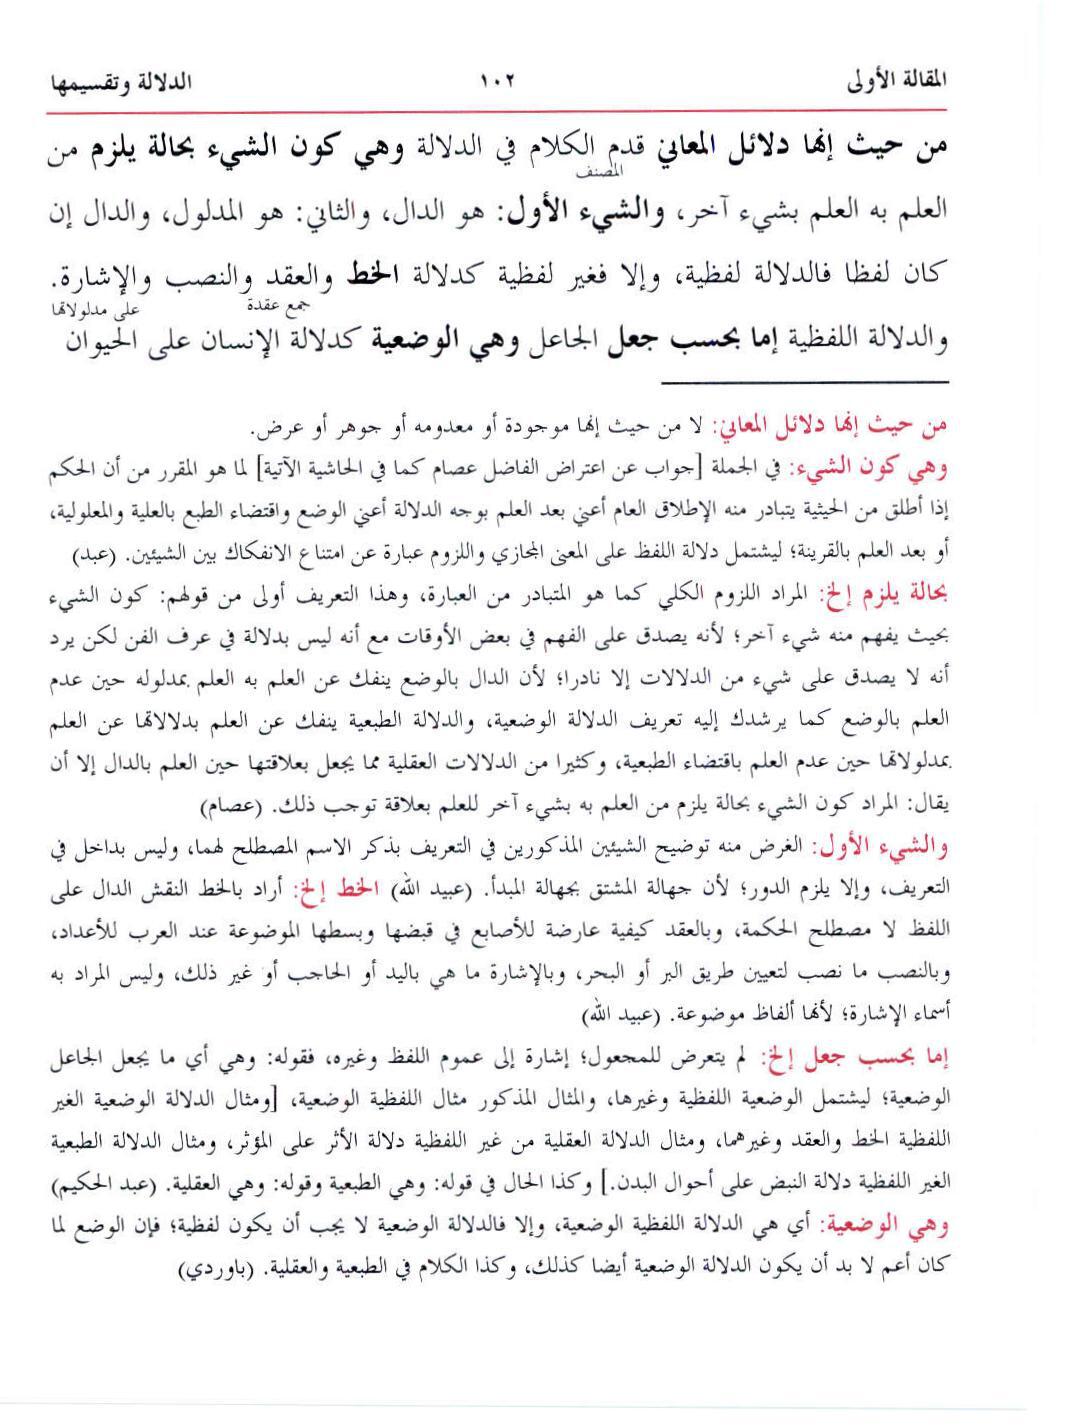 المقالة الأولى ١٠٢ الدلالة وتقسيمها
من حيث إنها دلائل المعاني قدم الكلام في الدلالة وهي كون الشيء بحالة يلزم من
المصنف
العلم به العلم بشيء آخر، والشيء الأول: هو الدال، والثاني: هو المدلول، والدال إن
كان لفظا فالدلالة لفظية، وإلا فغير لفظية كدلالة الخط والعقد والنصب والإشارة.
جمع عقدة على مدلولاتها
والدلالة اللفظية إما بحسب جعل الجاعل وهي الوضعية كدلالة الإنسان على الحيوان
من حيث إنها دلائل المعاني: لا من حيث إنها موجودة أو معدومه أو جوهر أو عرض.
وهي كون الشيء: في الجملة [جواب عن اعتراض الفاضل عصام كما في الحاشية الآتية] لما هو المقرر من أن الحكم
إذا أطلق من الحيثية يتبادر منه الإطلاق العام أعني بعد العلم بوجه الدلالة أعني الوضع واقتضاء الطبع بالعلية والمعلولية،
أو بعد العلم بالقرينة؛ ليشتمل دلالة اللفظ على المعنى المجازي واللزوم عبارة عن امتناع الانفكاك بين الشيئين. (عبد)
بحالة يلزم إلخ: المراد اللزوم الكلي كما هو المتبادر من العبارة، وهذا التعريف أولى من قولهم: كون الشيء
بحيث يفهم منه شيء آخر؛ لأنه يصدق على الفهم في بعض الأوقات مع أنه ليس بدلالة في عرف الفن لكن يرد
أنه لا يصدق على شيء من الدلالات إلا نادرا؛ لأن الدال بالوضع ينفك عن العلم به العلم بمدلوله حين عدم
العلم بالوضع كما يرشدك إليه تعريف الدلالة الوضعية، والدلالة الطبعية ينفك عن العلم بدلالاتها عن العلم
بمدلولاتها حين عدم العلم باقتضاء الطبعية، وكثيرا من الدلالات العقلية مما يجعل بعلاقتها حين العلم بالدال إلا أن
يقال: المراد كون الشيء بحالة يلزم من العلم به بشيء آخر للعلم بعلاقة توجب ذلك. (عصام)
والشيء الأول: الغرض منه توضيح الشيئين المذكورين في التعريف بذكر الاسم المصطلح لهما، وليس بداخل في
التعريف، وإلا يلزم الدور؛ لأن جهالة المشتق بجهالة المبدأ. (عبيد الله) الخط إلخ: أراد بالخط النقش الدال على
اللفظ لا مصطلح الحكمة، وبالعقد كيفية عارضة للأصابع في قبضها وبسطها الموضوعة عند العرب للأعداد،
وبالنصب ما نصب لتعيين طريق البر أو البحر، وبالإشارة ما هي باليد أو الحاجب أو غير ذلك، وليس المراد به
أسماء الإشارة؛ لأنها ألفاظ موضوعة. (عبيد الله)
إما بحسب جعل إلخ: لم يتعرض للمجعول؛ إشارة إلى عموم اللفظ وغيره، فقوله: وهي أي ما يجعل الجاعل
الوضعية؛ ليشتمل الوضعية اللفظية وغيرها، والمثال المذكور مثال اللفظية الوضعية، [ومثال الدلالة الوضعية الغير
اللفظية الخط والعقد وغيرهما، ومثال الدلالة العقلية من غير اللفظية دلالة الأثر على المؤثر، ومثال الدلالة الطبعية
الغير اللفظية دلالة النبض على أحوال البدن.] وكذا الحال في قوله: وهي الطبعية وقوله: وهي العقلية. (عبد الحكيم)
وهي الوضعية: أي هي الدلالة اللفظية الوضعية، وإلا فالدلالة الوضعية لا يجب أن يكون لفظية؛ فإن الوضع لما
كان أعم لا بد أن يكون الدلالة الوضعية أيضا كذلك، وكذا الكلام في الطبعية والعقلية. (باوردي)